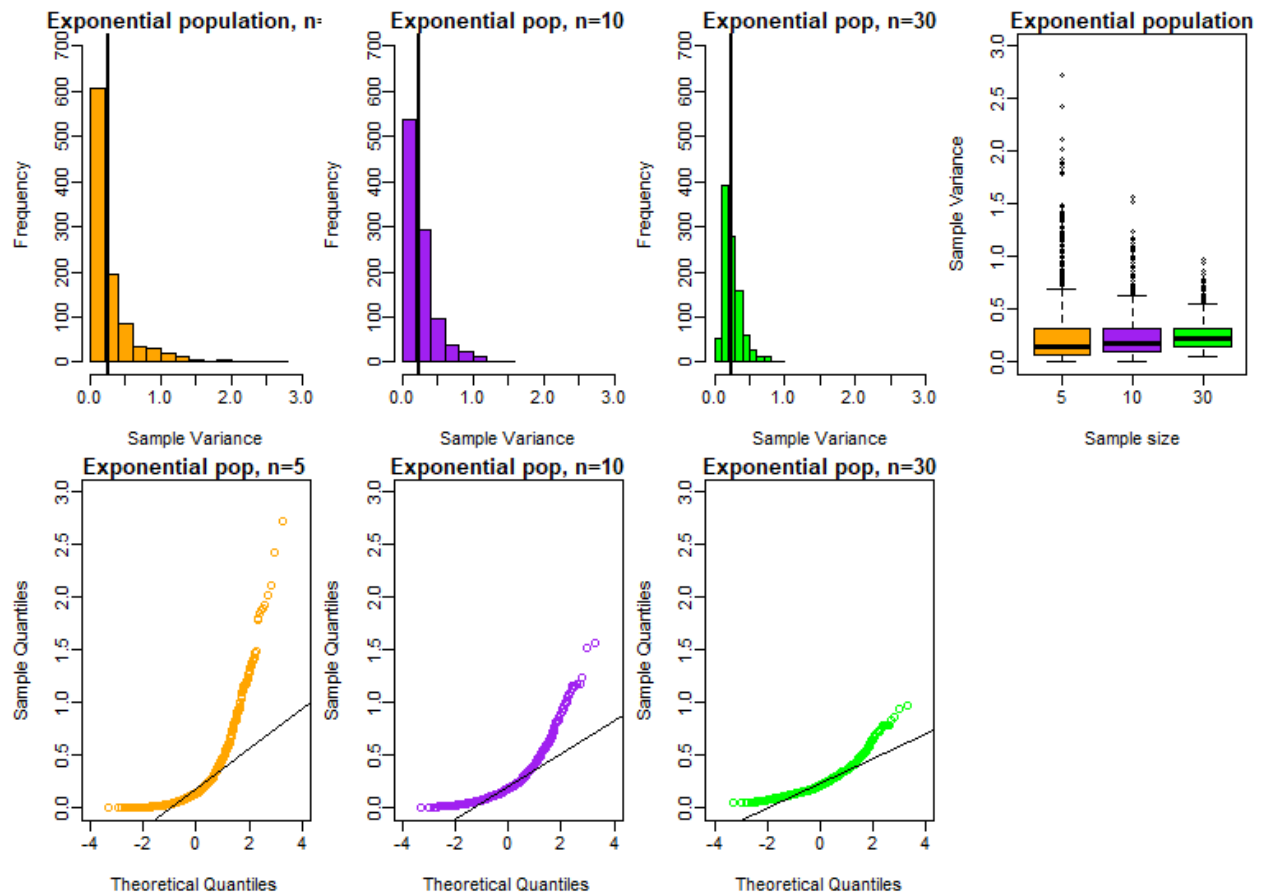 Exponential population, n=
Exponential pop, n=10
Exponential pop, n=30
Exponential population
Frequency
0 100 200 300 400 500 600 700
0.0 1.0 2.0 3.0
Sample Variance
Frequency
0 100 200 300 400 500 600 700
0.0 1.0 2.0 3.0
Sample Variance
Frequency
0 100 200 300 400 500 600 700
0.0 1.0 2.0 3.0
Sample Variance
Sample Variance
0.0 0.5 1.0 1.5 2.0 2.5 3.0
5 10 30
Sample size
Exponential pop, n=5
Exponential pop, n=10
Exponential pop, n=30
Sample Quantiles
0.0 0.5 1.0 1.5 2.0 2.5 3.0
-4 -2 0 2 4
Theoretical Quantiles
Sample Quantiles
0.0 0.5 1.0 1.5 2.0 2.5 3.0
-4 -2 0 2 4
Theoretical Quantiles
Sample Quantiles
0.0 0.5 1.0 1.5 2.0 2.5 3.0
-4 -2 0 2 4
Theoretical Quantiles